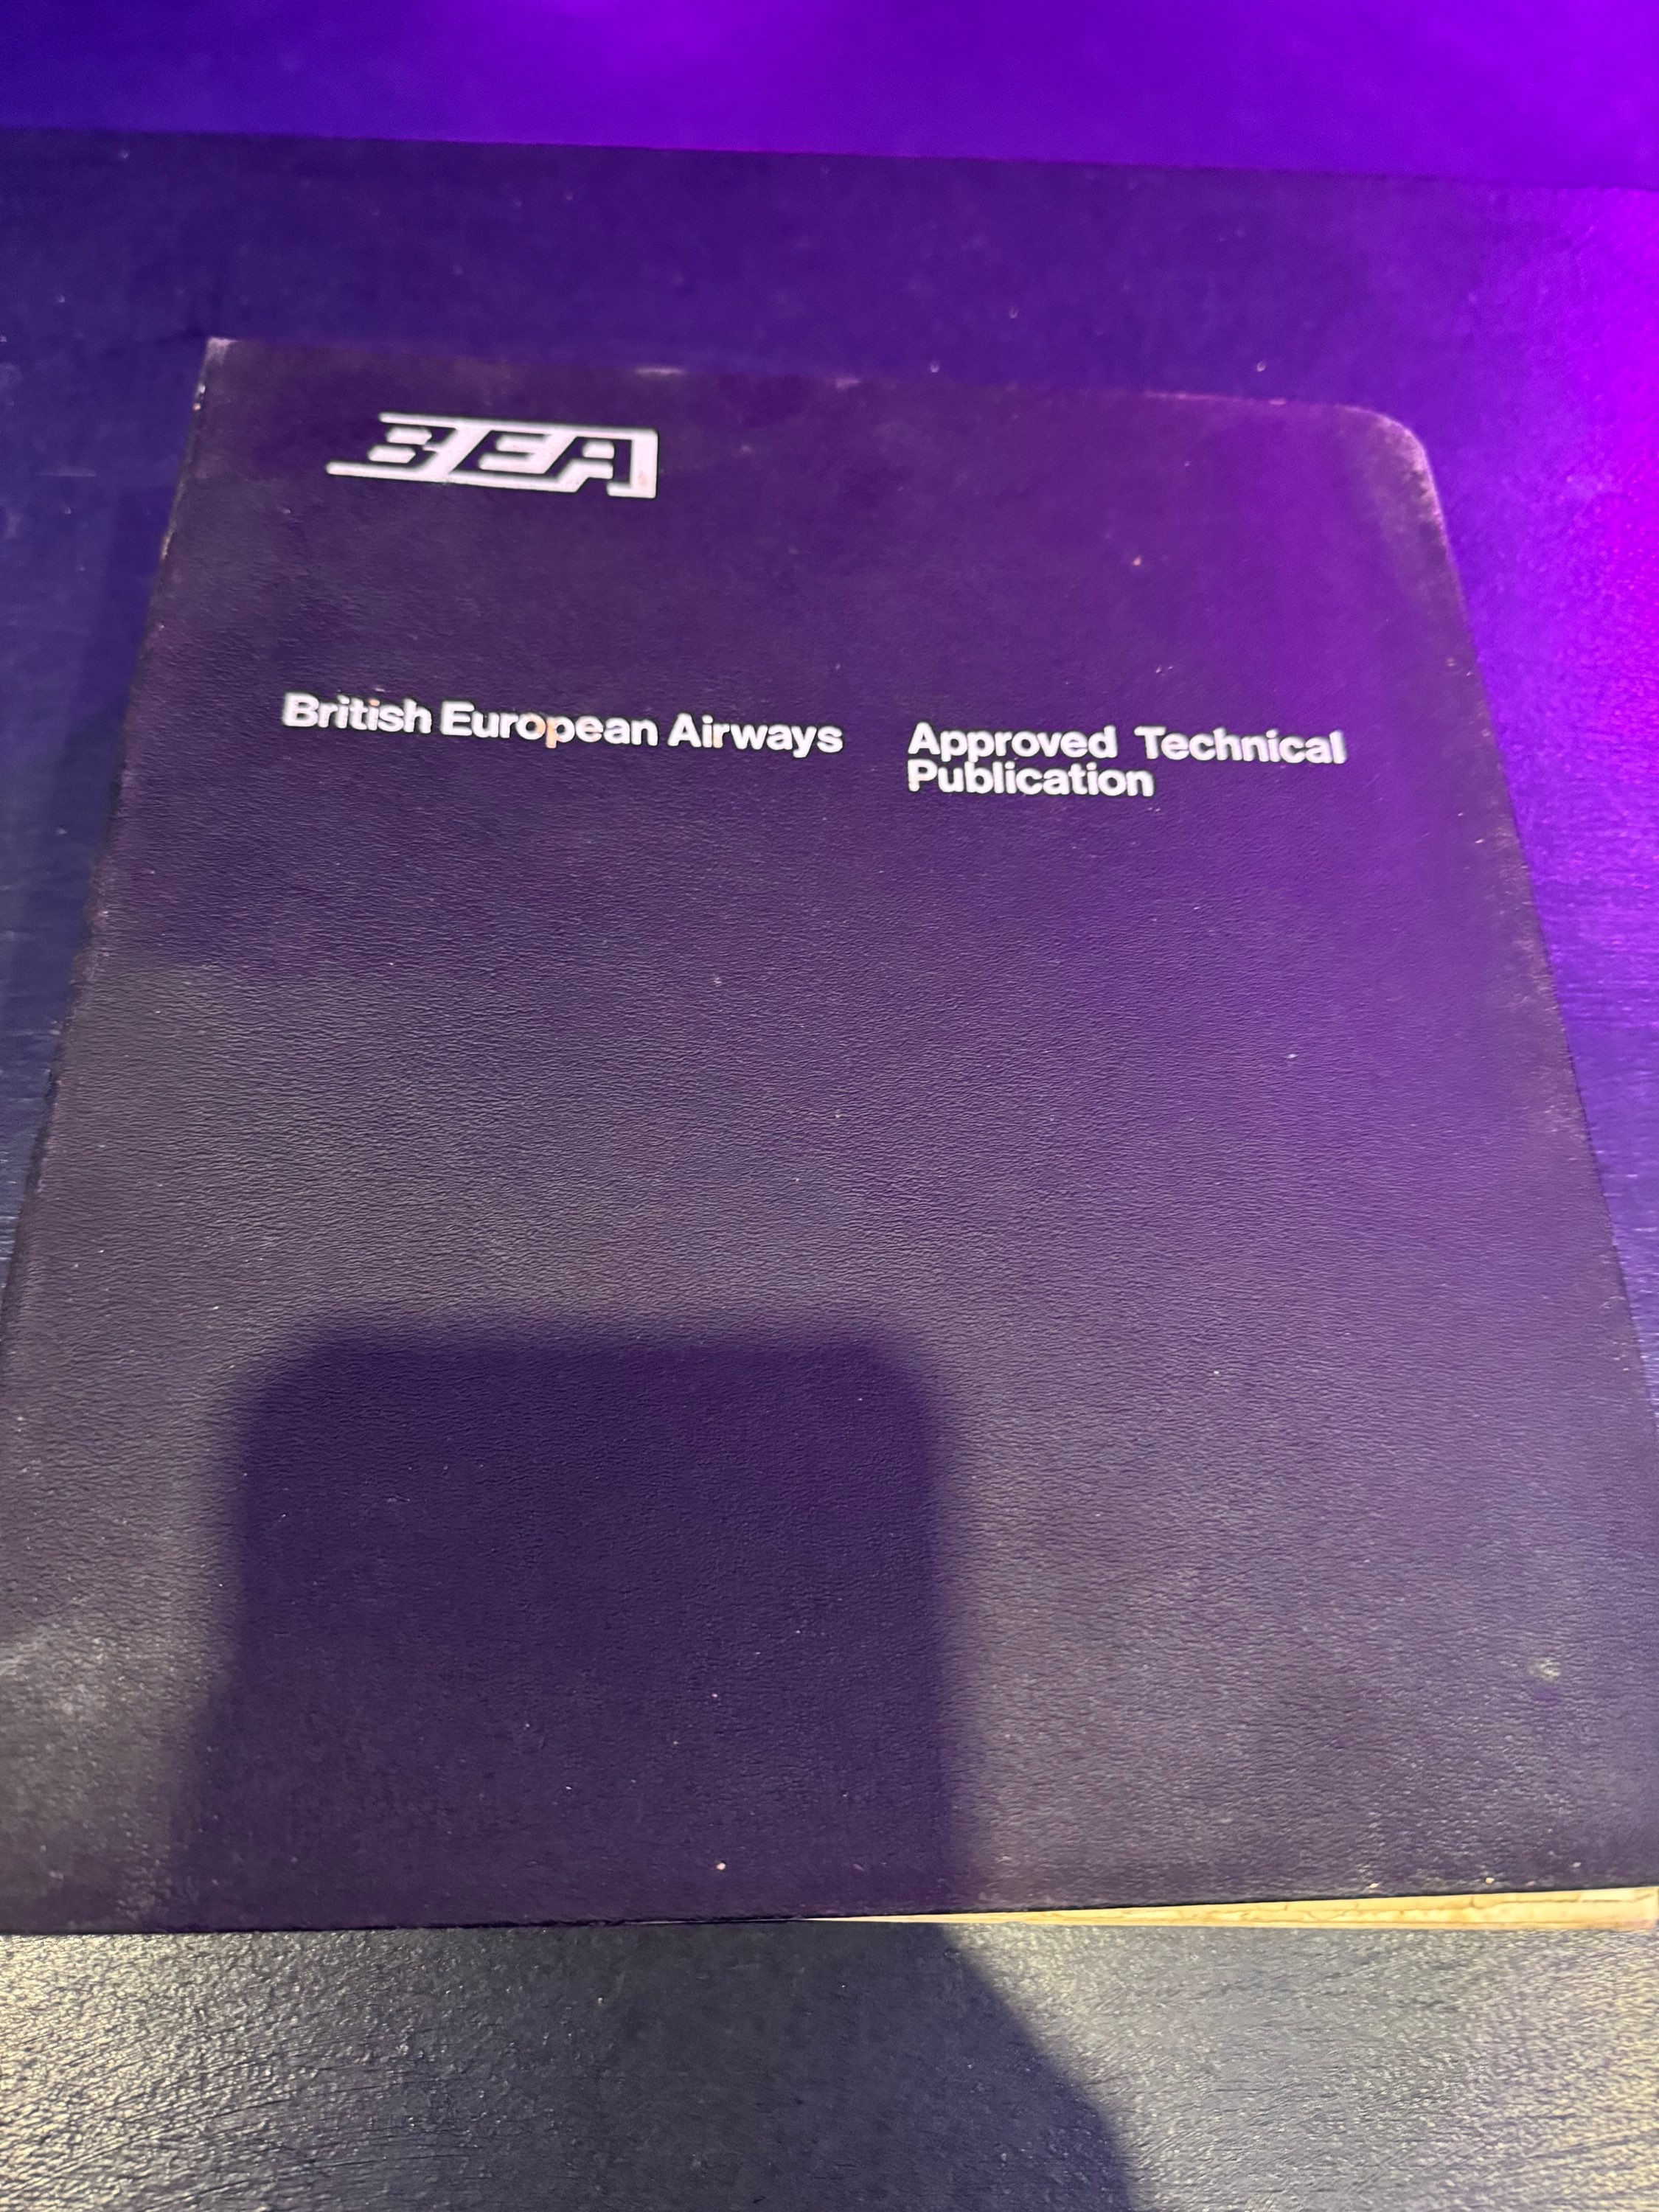 BEA
British European Airways
Approved Technical
Publication